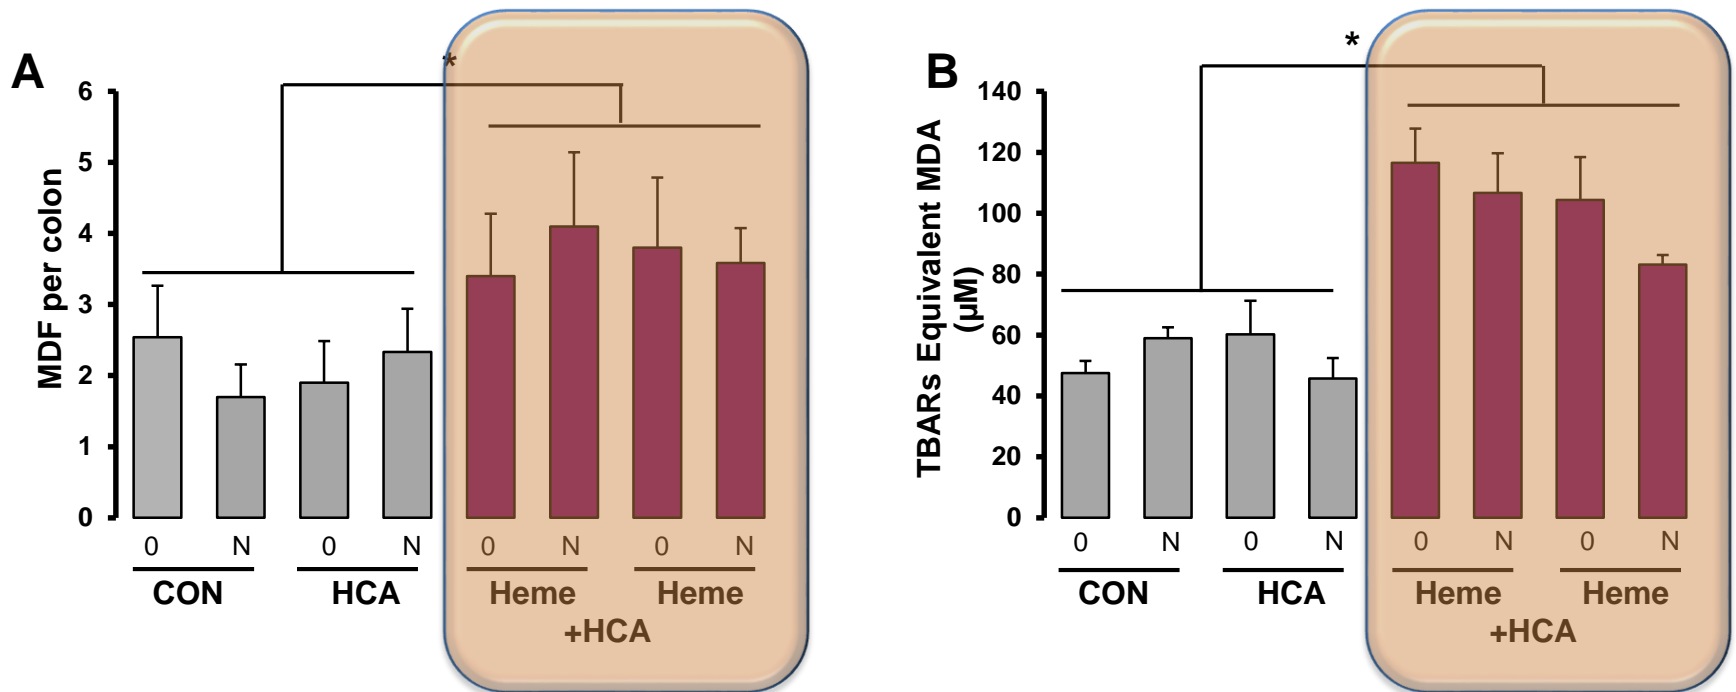 A
*
MDF per colon
6
5
4
3
2
1
0
0 N 0 N 0 N 0 N
CON HCA Heme Heme
+HCA
B
*
TBARs Equivalent MDA
(µM)
140
120
100
80
60
40
20
0
0 N 0 N 0 N 0 N
CON HCA Heme Heme
+HCA